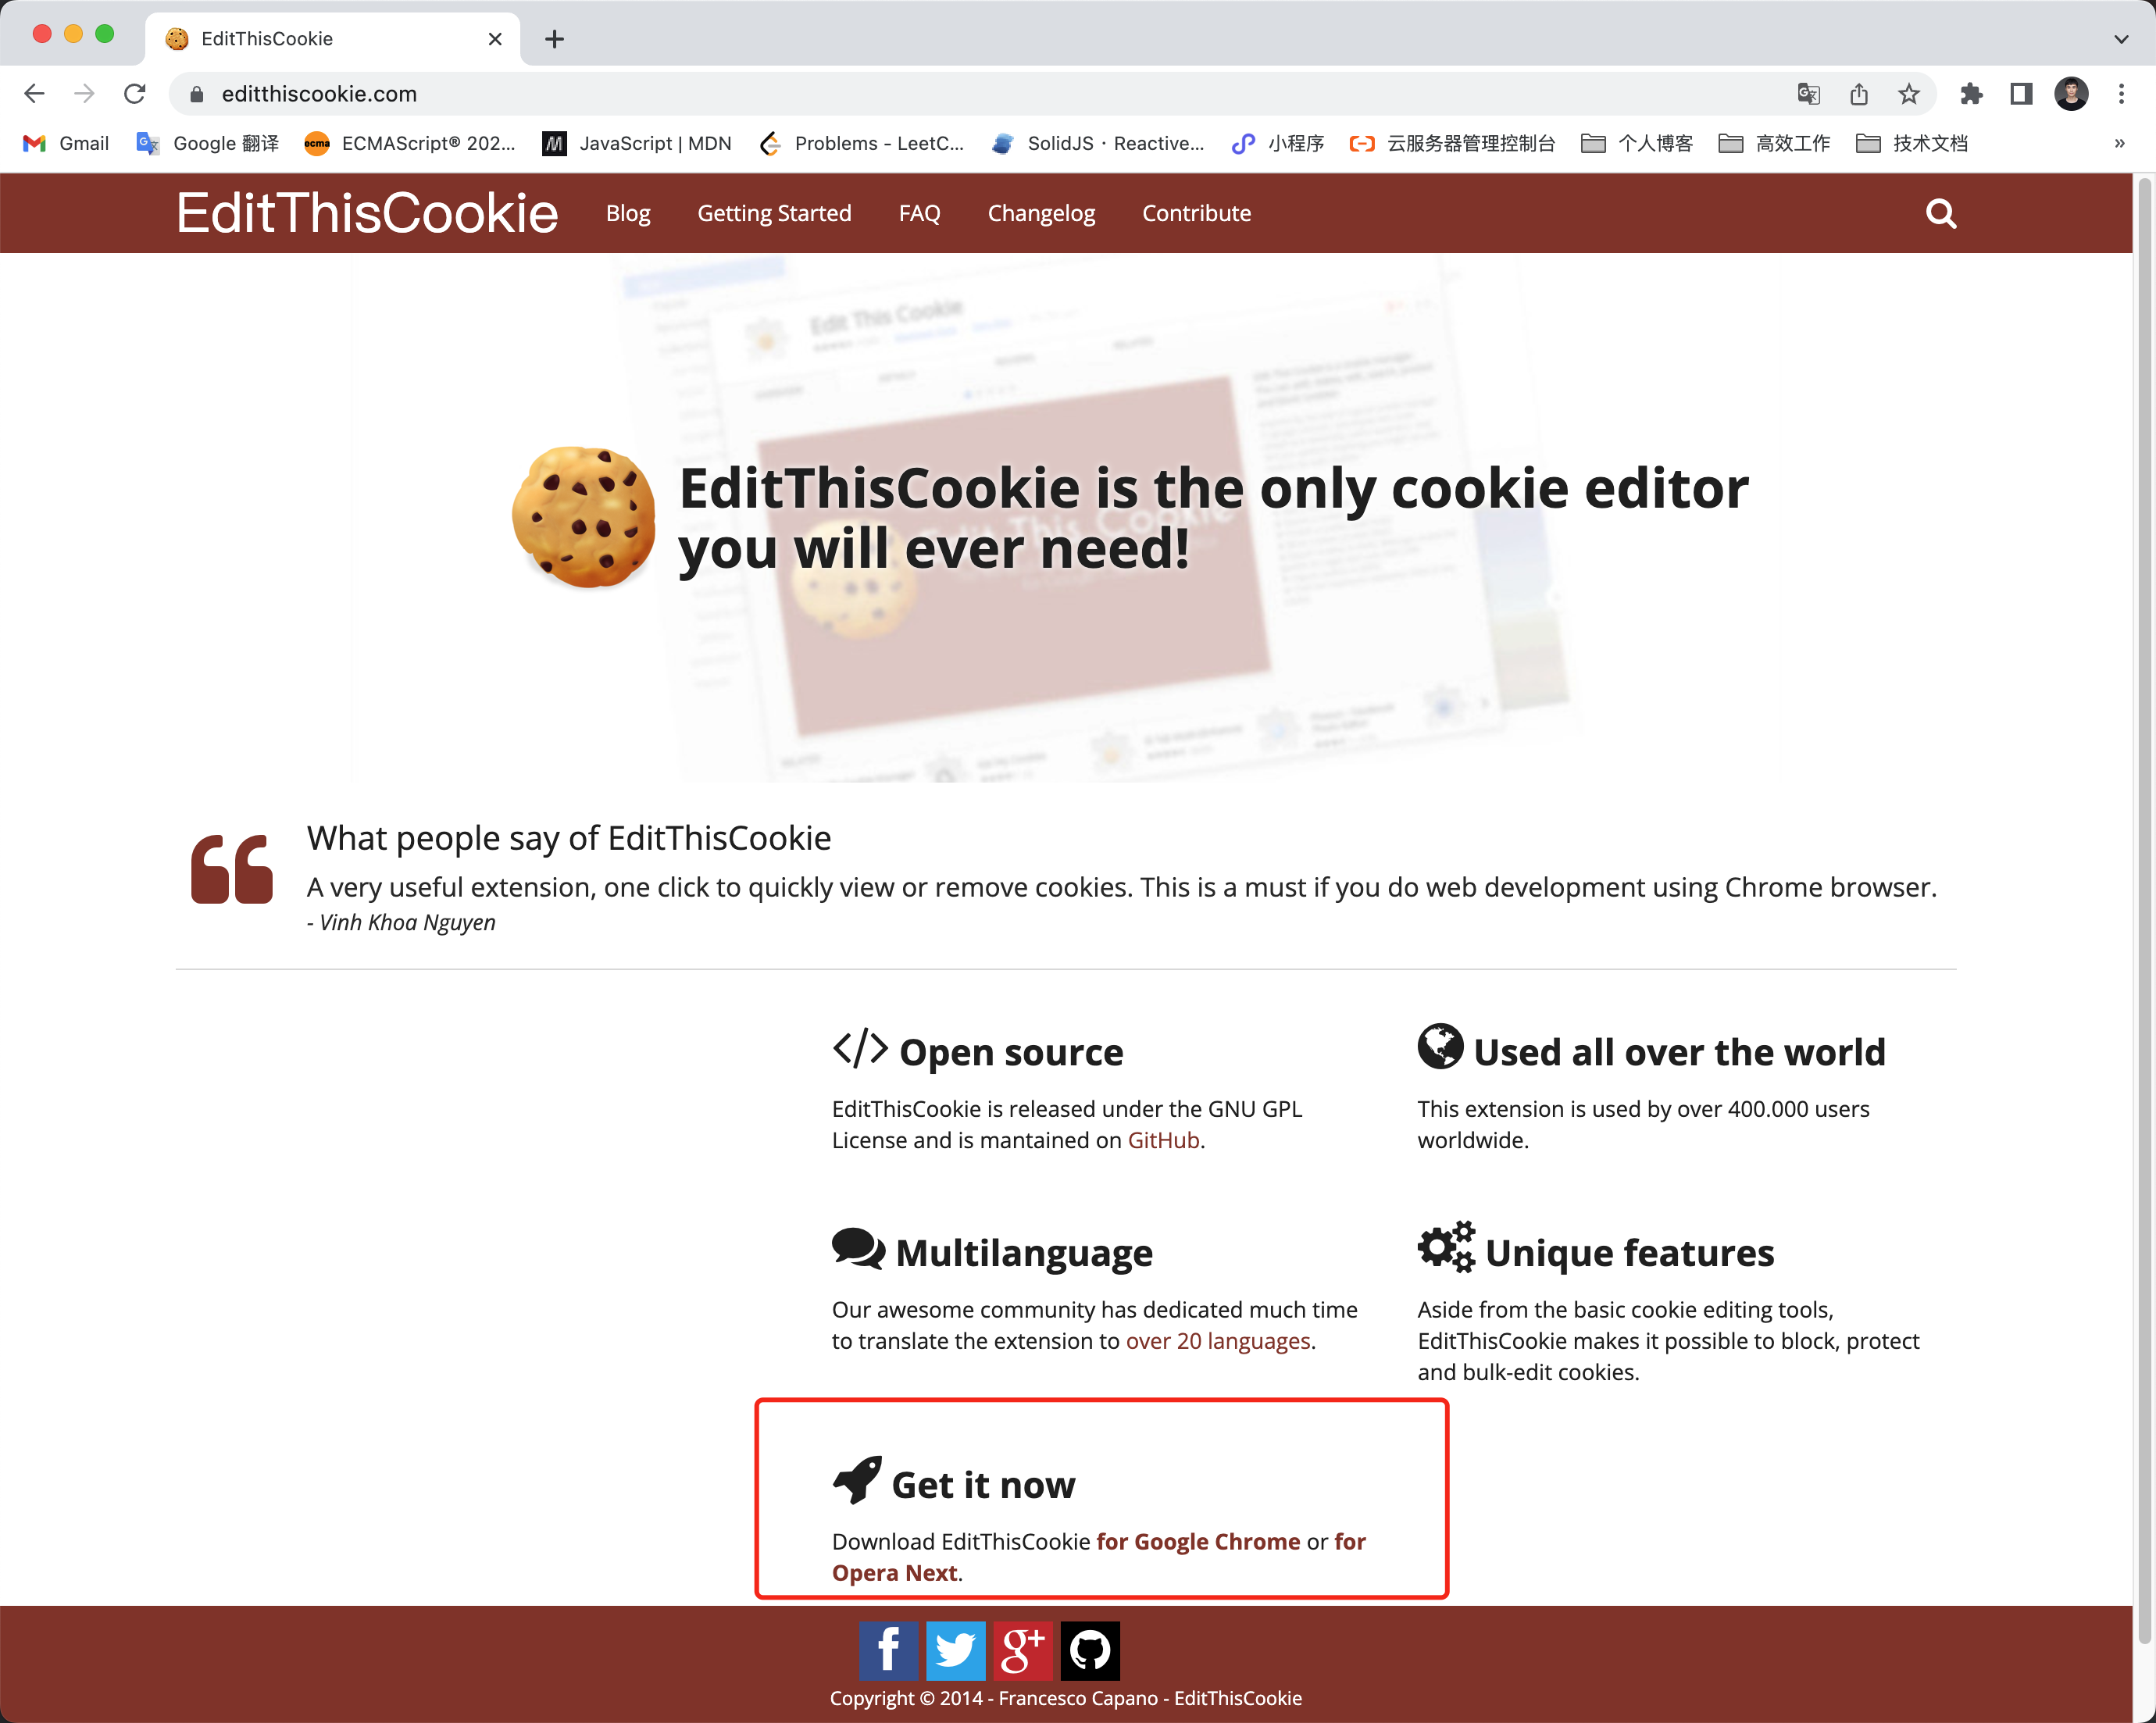 EditThisCookie
editthiscookie.com
Gmail Google 翻译 ECMAScript® 202... JavaScript | MDN Problems - LeetC... SolidJS · Reactive... 小程序 云服务器管理控制台 个人博客 高效工作 技术文档 »
EditThisCookie Blog Getting Started FAQ Changelog Contribute
Edit This Cookie
EditThisCookie is the only cookie editor
you will ever need!
What people say of EditThisCookie
A very useful extension, one click to quickly view or remove cookies. This is a must if you do web development using Chrome browser.
- Vinh Khoa Nguyen
Open source
EditThisCookie is released under the GNU GPL
License and is mantained on GitHub.
Used all over the world
This extension is used by over 400.000 users
worldwide.
Multilanguage
Our awesome community has dedicated much time
to translate the extension to over 20 languages.
Unique features
Aside from the basic cookie editing tools,
EditThisCookie makes it possible to block, protect
and bulk-edit cookies.
Get it now
Download EditThisCookie for Google Chrome or for
Opera Next.
Copyright © 2014 - Francesco Capano - EditThisCookie